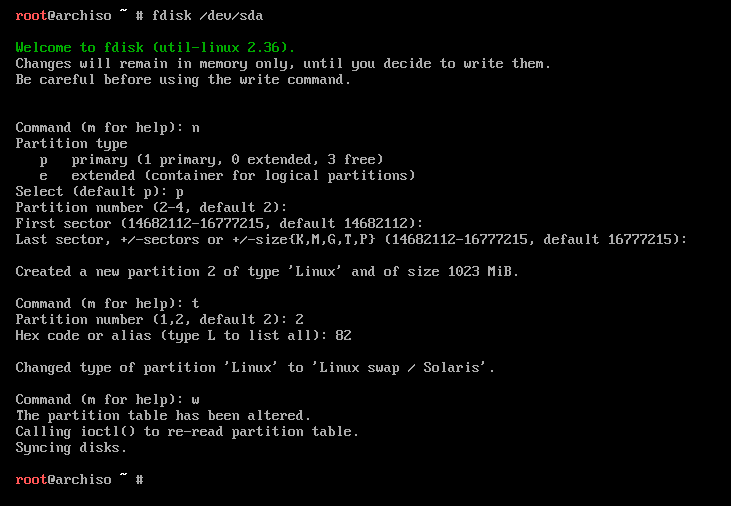 root@archiso ~ # fdisk /dev/sda
Welcome to fdisk (util-linux 2.36).
Changes will remain in memory only, until you decide to write them.
Be careful before using the write command.
Command (m for help): n
Partition type
   p   primary (1 primary, 0 extended, 3 free)
   e   extended (container for logical partitions)
Select (default p): p
Partition number (2-4, default 2):
First sector (14682112-16777215, default 14682112):
Last sector, +/-sectors or +/-size{K,M,G,T,P} (14682112-16777215, default 16777215):
Created a new partition 2 of type 'Linux' and of size 1023 MiB.
Command (m for help): t
Partition number (1,2, default 2): 2
Hex code or alias (type L to list all): 82
Changed type of partition 'Linux' to 'Linux swap / Solaris'.
Command (m for help): w
The partition table has been altered.
Calling ioctl() to re-read partition table.
Syncing disks.
root@archiso ~ #